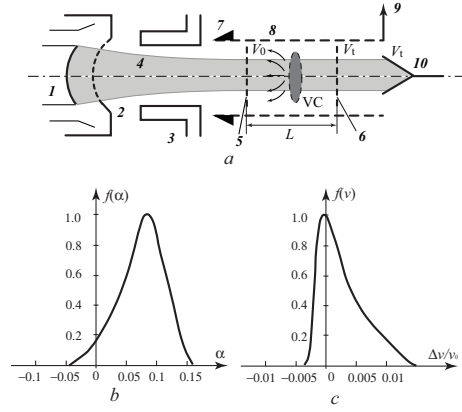 7 8 9
V₀ Vₜ Vₜ
4 10
1 VC
2 3 5 L 6
a
f(α) f(v)
1.0 1.0
0.8 0.8
0.6 0.6
0.4 0.4
0.2 0.2
−0.1 −0.05 0 0.05 0.1 0.15 α −0.01 −0.005 0 0.005 0.01 Δv/v₀
b c